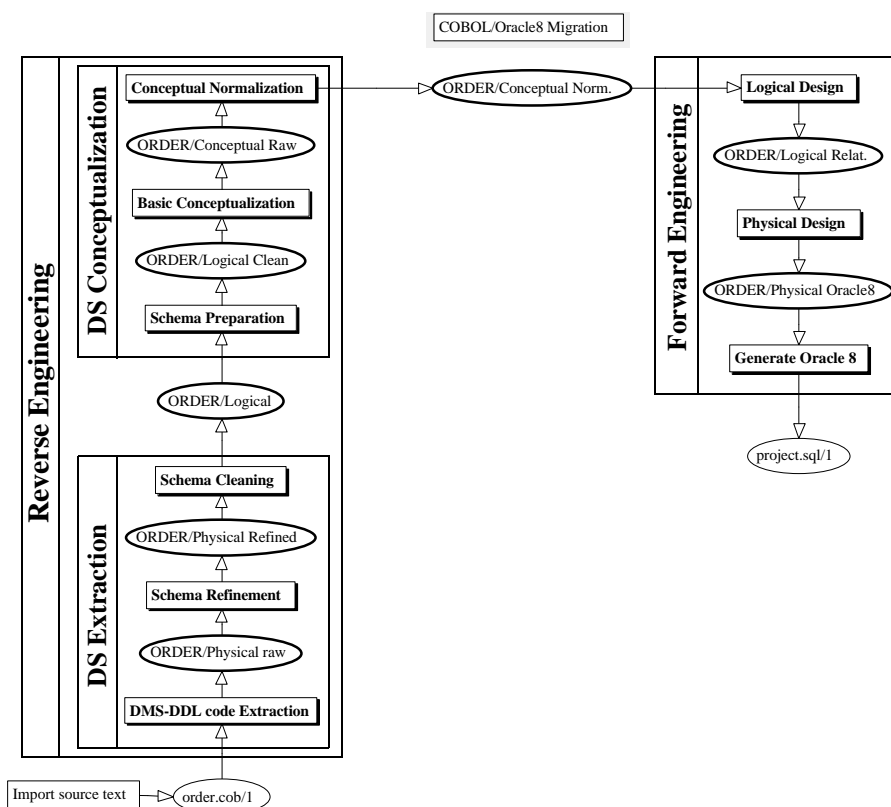 COBOL/Oracle8 Migration
Reverse Engineering
DS Conceptualization
Conceptual Normalization
ORDER/Conceptual Raw
Basic Conceptualization
ORDER/Logical Clean
Schema Preparation
ORDER/Logical
DS Extraction
Schema Cleaning
ORDER/Physical Refined
Schema Refinement
ORDER/Physical raw
DMS-DDL code Extraction
Import source text
order.cob/1
ORDER/Conceptual Norm.
Forward Engineering
Logical Design
ORDER/Logical Relat.
Physical Design
ORDER/Physical Oracle8
Generate Oracle 8
project.sql/1